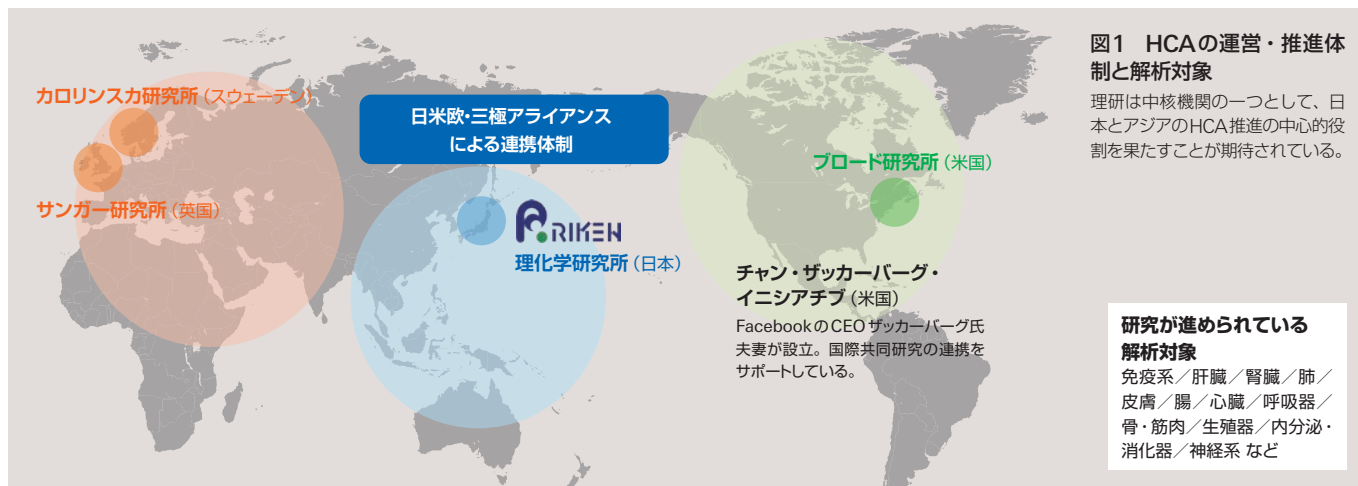 図1　HCAの運営・推進体
制と解析対象
理研は中核機関の一つとして、日
本とアジアのHCA推進の中心的役
割を果たすことが期待されている。
カロリンスカ研究所（スウェーデン）
日米欧・三極アライアンス
による連携体制
ブロード研究所（米国）
サンガー研究所（英国）
RIKEN
理化学研究所（日本）
チャン・ザッカーバーグ・
イニシアチブ（米国）
FacebookのCEOザッカーバーグ氏
夫妻が設立。国際共同研究の連携を
サポートしている。
研究が進められている
解析対象
免疫系／肝臓／腎臓／肺／
皮膚／腸／心臓／呼吸器／
骨・筋肉／生殖器／内分泌・
消化器／神経系 など